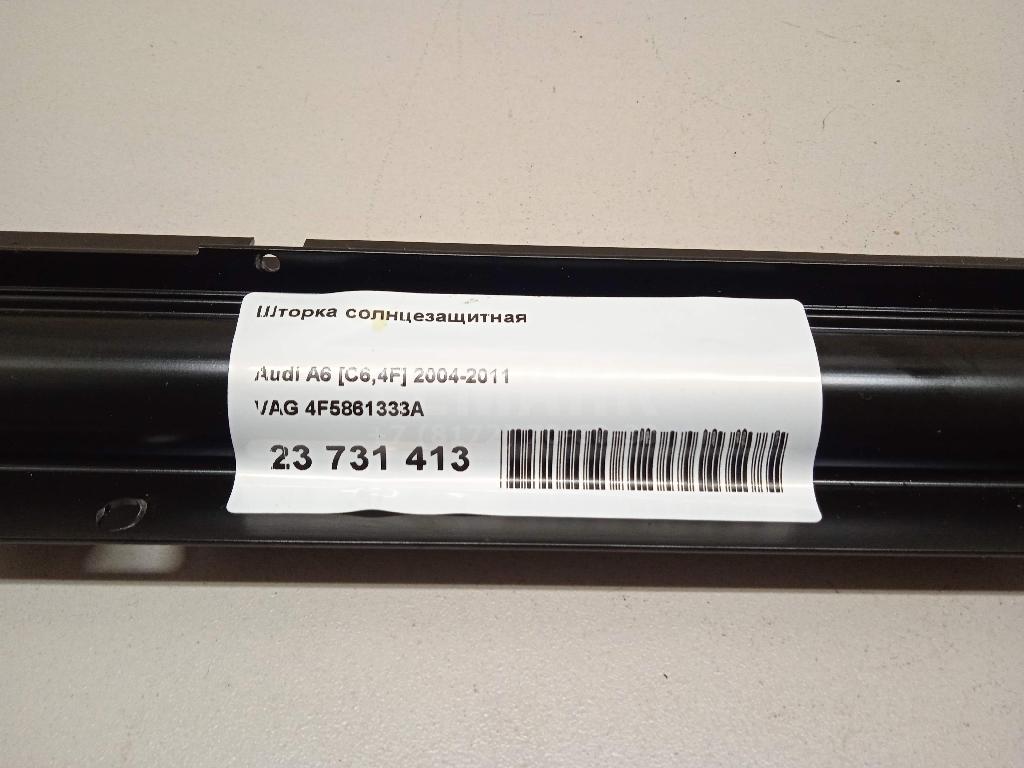 Шторка солнцезащитная
Audi A6 [C6,4F] 2004-2011
VAG 4F5861333A
23 731 413